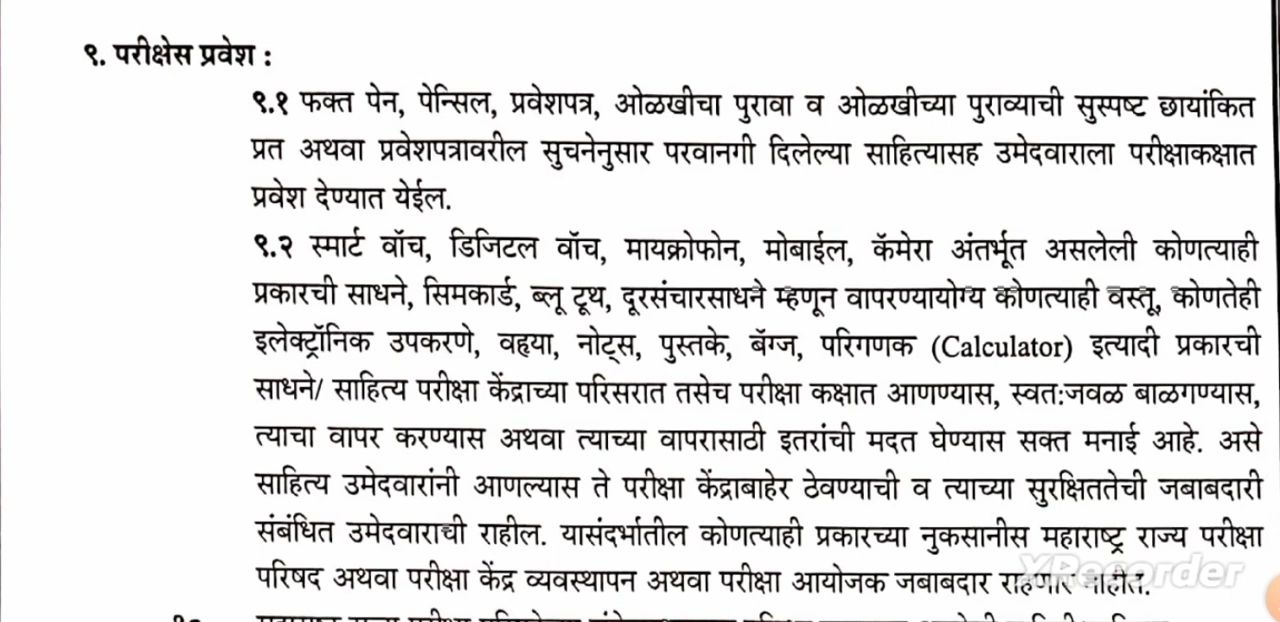 ९. परीक्षेस प्रवेश :
९.१ फक्त पेन, पेन्सिल, प्रवेशपत्र, ओळखीचा पुरावा व ओळखीच्या पुराव्याची सुस्पष्ट छायांकित
प्रत अथवा प्रवेशपत्रावरील सुचनेनुसार परवानगी दिलेल्या साहित्यासह उमेदवाराला परीक्षाकक्षात
प्रवेश देण्यात येईल.
९.२ स्मार्ट वॉच, डिजिटल वॉच, मायक्रोफोन, मोबाईल, कॅमेरा अंतर्भूत असलेली कोणत्याही
प्रकारची साधने, सिमकार्ड, ब्लू टूथ, दूरसंचारसाधने म्हणून वापरण्यायोग्य कोणत्याही वस्तू, कोणतेही
इलेक्ट्रॉनिक उपकरणे, वह्या, नोट्स, पुस्तके, बॅग्ज, परिगणक (Calculator) इत्यादी प्रकारची
साधने/ साहित्य परीक्षा केंद्राच्या परिसरात तसेच परीक्षा कक्षात आणण्यास, स्वत:जवळ बाळगण्यास,
त्याचा वापर करण्यास अथवा त्याच्या वापरासाठी इतरांची मदत घेण्यास सक्त मनाई आहे. असे
साहित्य उमेदवारांनी आणल्यास ते परीक्षा केंद्राबाहेर ठेवण्याची व त्याच्या सुरक्षिततेची जबाबदारी
संबंधित उमेदवाराची राहील. यासंदर्भातील कोणत्याही प्रकारच्या नुकसानीस महाराष्ट्र राज्य परीक्षा
परिषद अथवा परीक्षा केंद्र व्यवस्थापन अथवा परीक्षा आयोजक जबाबदार राहणार नाहीत.
XRecorder